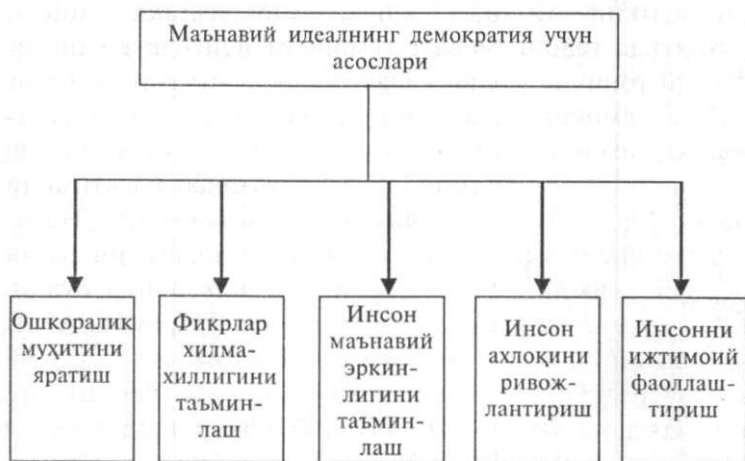 Маънавий идеалнинг демократия учун
асослари
Ошкоралик
муҳитини
яратиш
Фикрлар
хилма-
хиллигини
таъмин-
лаш
Инсон
маънавий
эркин-
лигини
таъмин-
лаш
Инсон
ахлоқини
ривож-
лантириш
Инсонни
ижтимоий
фаоллаш-
тириш